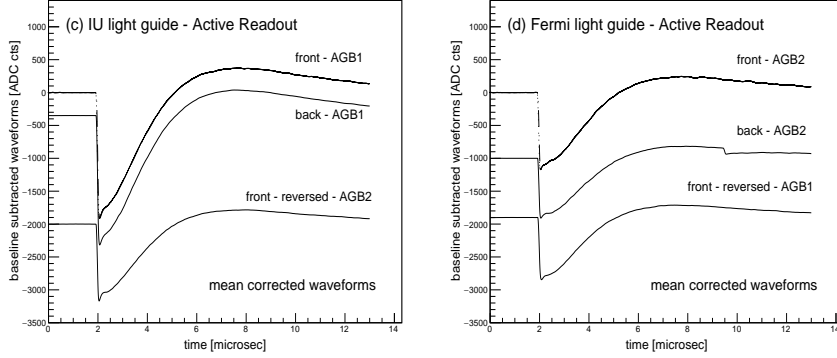 (c) IU light guide - Active Readout
front - AGB1
back - AGB1
front - reversed - AGB2
mean corrected waveforms
baseline subtracted waveforms [ADC cts]
1000
500
0
−500
−1000
−1500
−2000
−2500
−3000
−3500
0 2 4 6 8 10 12 14
time [microsec]
(d) Fermi light guide - Active Readout
front - AGB2
back - AGB2
front - reversed - AGB1
mean corrected waveforms
baseline subtracted waveforms [ADC cts]
1000
500
0
−500
−1000
−1500
−2000
−2500
−3000
−3500
0 2 4 6 8 10 12 14
time [microsec]